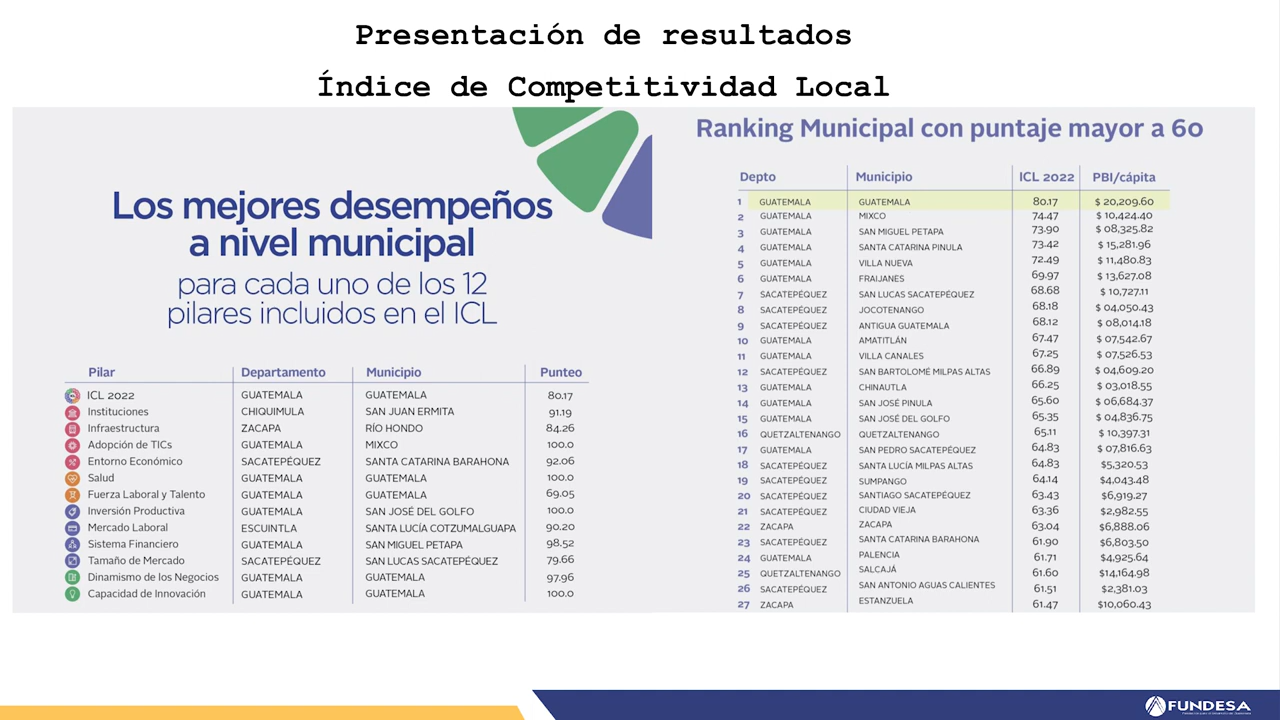 Presentación de resultados
Índice de Competitividad Local
Los mejores desempeños
a nivel municipal
para cada uno de los 12
pilares incluidos en el ICL
Pilar Departamento Municipio Punteo
ICL 2022 GUATEMALA GUATEMALA 80.17
Instituciones CHIQUIMULA SAN JUAN ERMITA 91.19
Infraestructura ZACAPA RÍO HONDO 84.26
Adopción de TICs GUATEMALA MIXCO 100.0
Entorno Económico SACATEPÉQUEZ SANTA CATARINA BARAHONA 92.06
Salud GUATEMALA GUATEMALA 100.0
Fuerza Laboral y Talento GUATEMALA GUATEMALA 69.05
Inversión Productiva GUATEMALA SAN JOSÉ DEL GOLFO 100.0
Mercado Laboral ESCUINTLA SANTA LUCÍA COTZUMALGUAPA 90.20
Sistema Financiero GUATEMALA SAN MIGUEL PETAPA 98.52
Tamaño de Mercado SACATEPÉQUEZ SAN LUCAS SACATEPÉQUEZ 79.66
Dinamismo de los Negocios GUATEMALA GUATEMALA 97.96
Capacidad de Innovación GUATEMALA GUATEMALA 100.0
Ranking Municipal con puntaje mayor a 60
Depto Municipio ICL 2022 PBI/cápita
1 GUATEMALA GUATEMALA 80.17 $ 20,209.60
2 GUATEMALA MIXCO 74.47 $ 10,424.40
3 GUATEMALA SAN MIGUEL PETAPA 73.90 $ 08,325.82
4 GUATEMALA SANTA CATARINA PINULA 73.42 $ 15,281.96
5 GUATEMALA VILLA NUEVA 72.49 $ 11,480.83
6 GUATEMALA FRAIJANES 69.97 $ 13,627.08
7 SACATEPÉQUEZ SAN LUCAS SACATEPÉQUEZ 68.68 $ 10,727.11
8 SACATEPÉQUEZ JOCOTENANGO 68.18 $ 04,050.43
9 SACATEPÉQUEZ ANTIGUA GUATEMALA 68.12 $ 08,014.18
10 GUATEMALA AMATITLÁN 67.47 $ 07,542.67
11 GUATEMALA VILLA CANALES 67.25 $ 07,526.53
12 SACATEPÉQUEZ SAN BARTOLOMÉ MILPAS ALTAS 66.89 $ 04,609.20
13 GUATEMALA CHINAUTLA 66.25 $ 03,018.55
14 GUATEMALA SAN JOSÉ PINULA 65.60 $ 06,684.37
15 GUATEMALA SAN JOSÉ DEL GOLFO 65.35 $ 04,836.75
16 QUETZALTENANGO QUETZALTENANGO 65.11 $ 10,397.31
17 GUATEMALA SAN PEDRO SACATEPÉQUEZ 64.83 $ 07,816.63
18 SACATEPÉQUEZ SANTA LUCÍA MILPAS ALTAS 64.83 $5,320.53
19 SACATEPÉQUEZ SUMPANGO 64.14 $4,043.48
20 SACATEPÉQUEZ SANTIAGO SACATEPÉQUEZ 63.43 $6,919.27
21 SACATEPÉQUEZ CIUDAD VIEJA 63.36 $2,982.55
22 ZACAPA ZACAPA 63.04 $6,888.06
23 SACATEPÉQUEZ SANTA CATARINA BARAHONA 61.90 $6,803.50
24 GUATEMALA PALENCIA 61.71 $4,925.64
25 QUETZALTENANGO SALCAJÁ 61.60 $14,164.98
26 SACATEPÉQUEZ SAN ANTONIO AGUAS CALIENTES 61.51 $2,381.03
27 ZACAPA ESTANZUELA 61.47 $10,060.43
FUNDESA